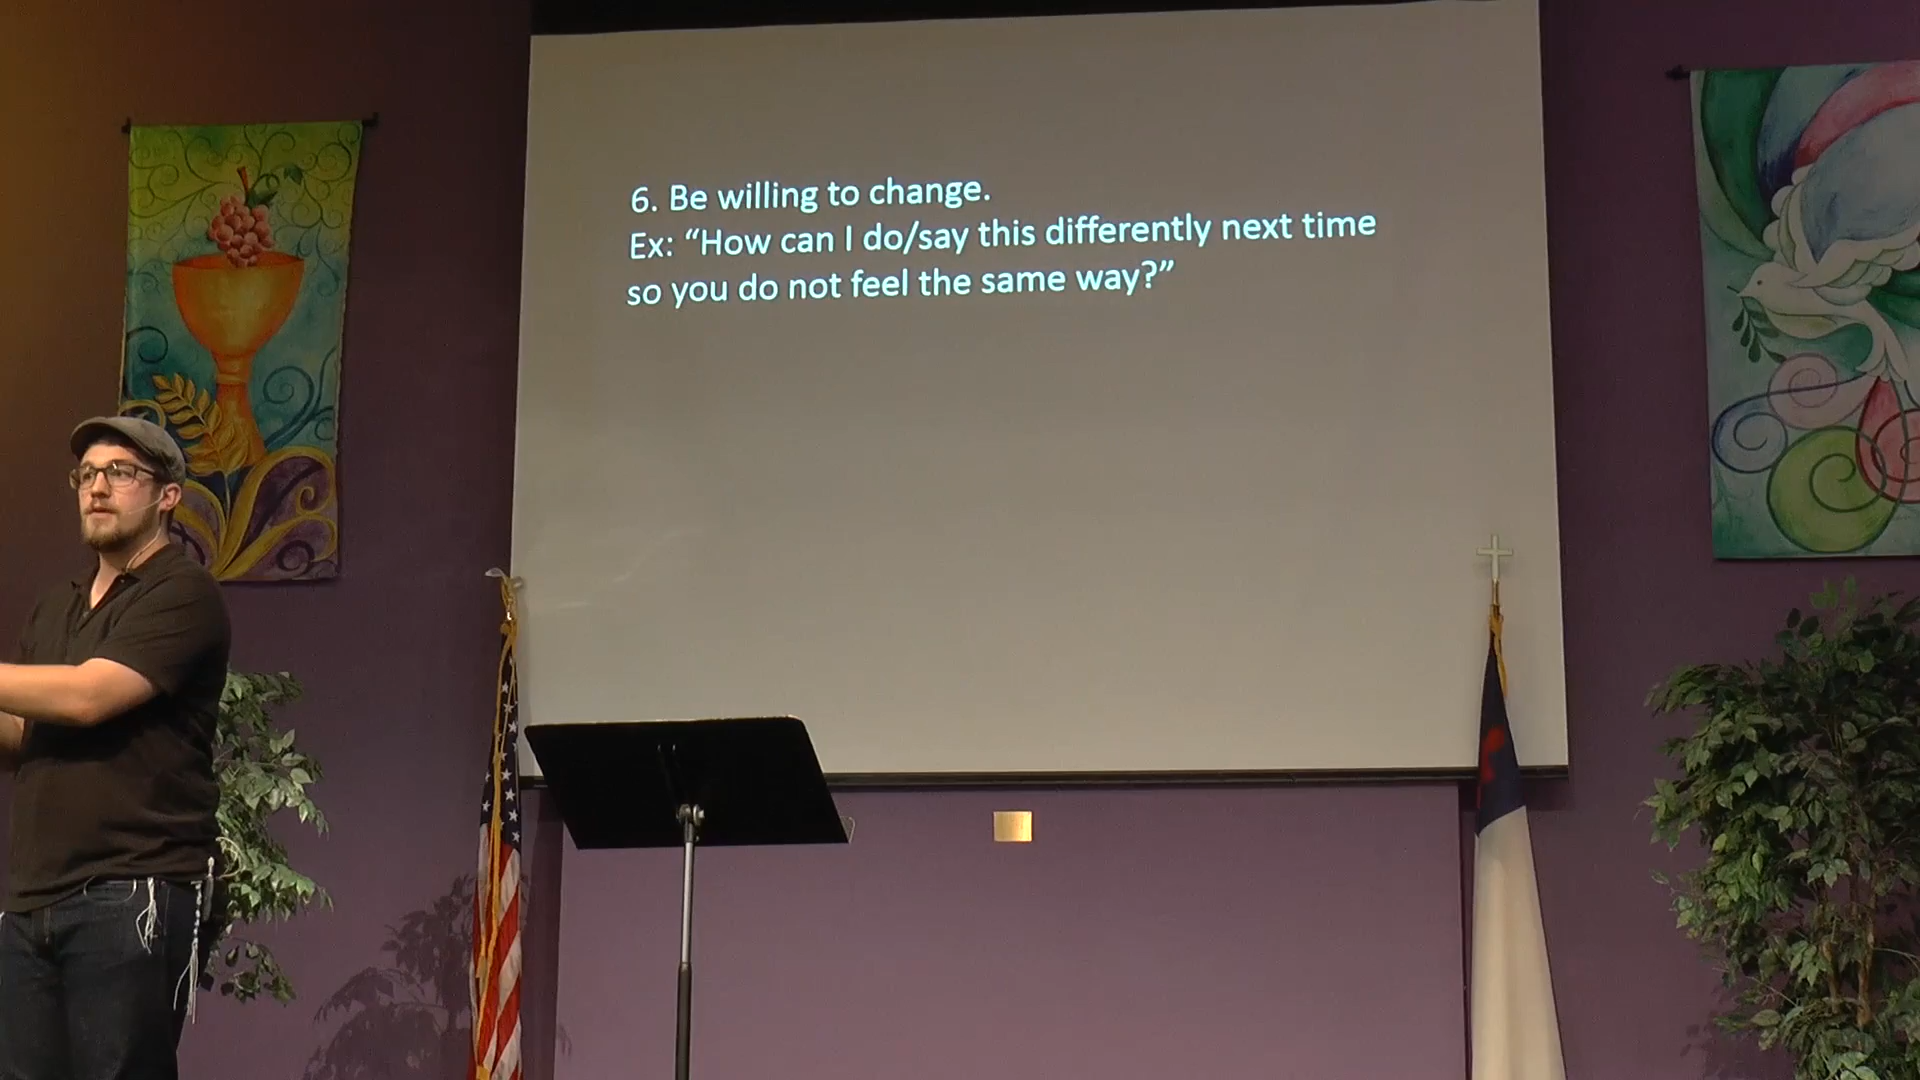 6. Be willing to change.
Ex: “How can I do/say this differently next time
so you do not feel the same way?”